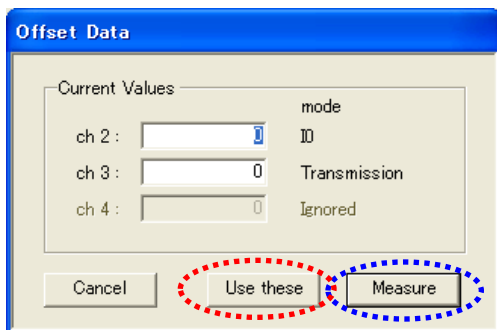 Offset Data
Current Values
mode
ch 2 : 0 I0
ch 3 : 0 Transmission
ch 4 : 0 Ignored
Cancel Use these Measure